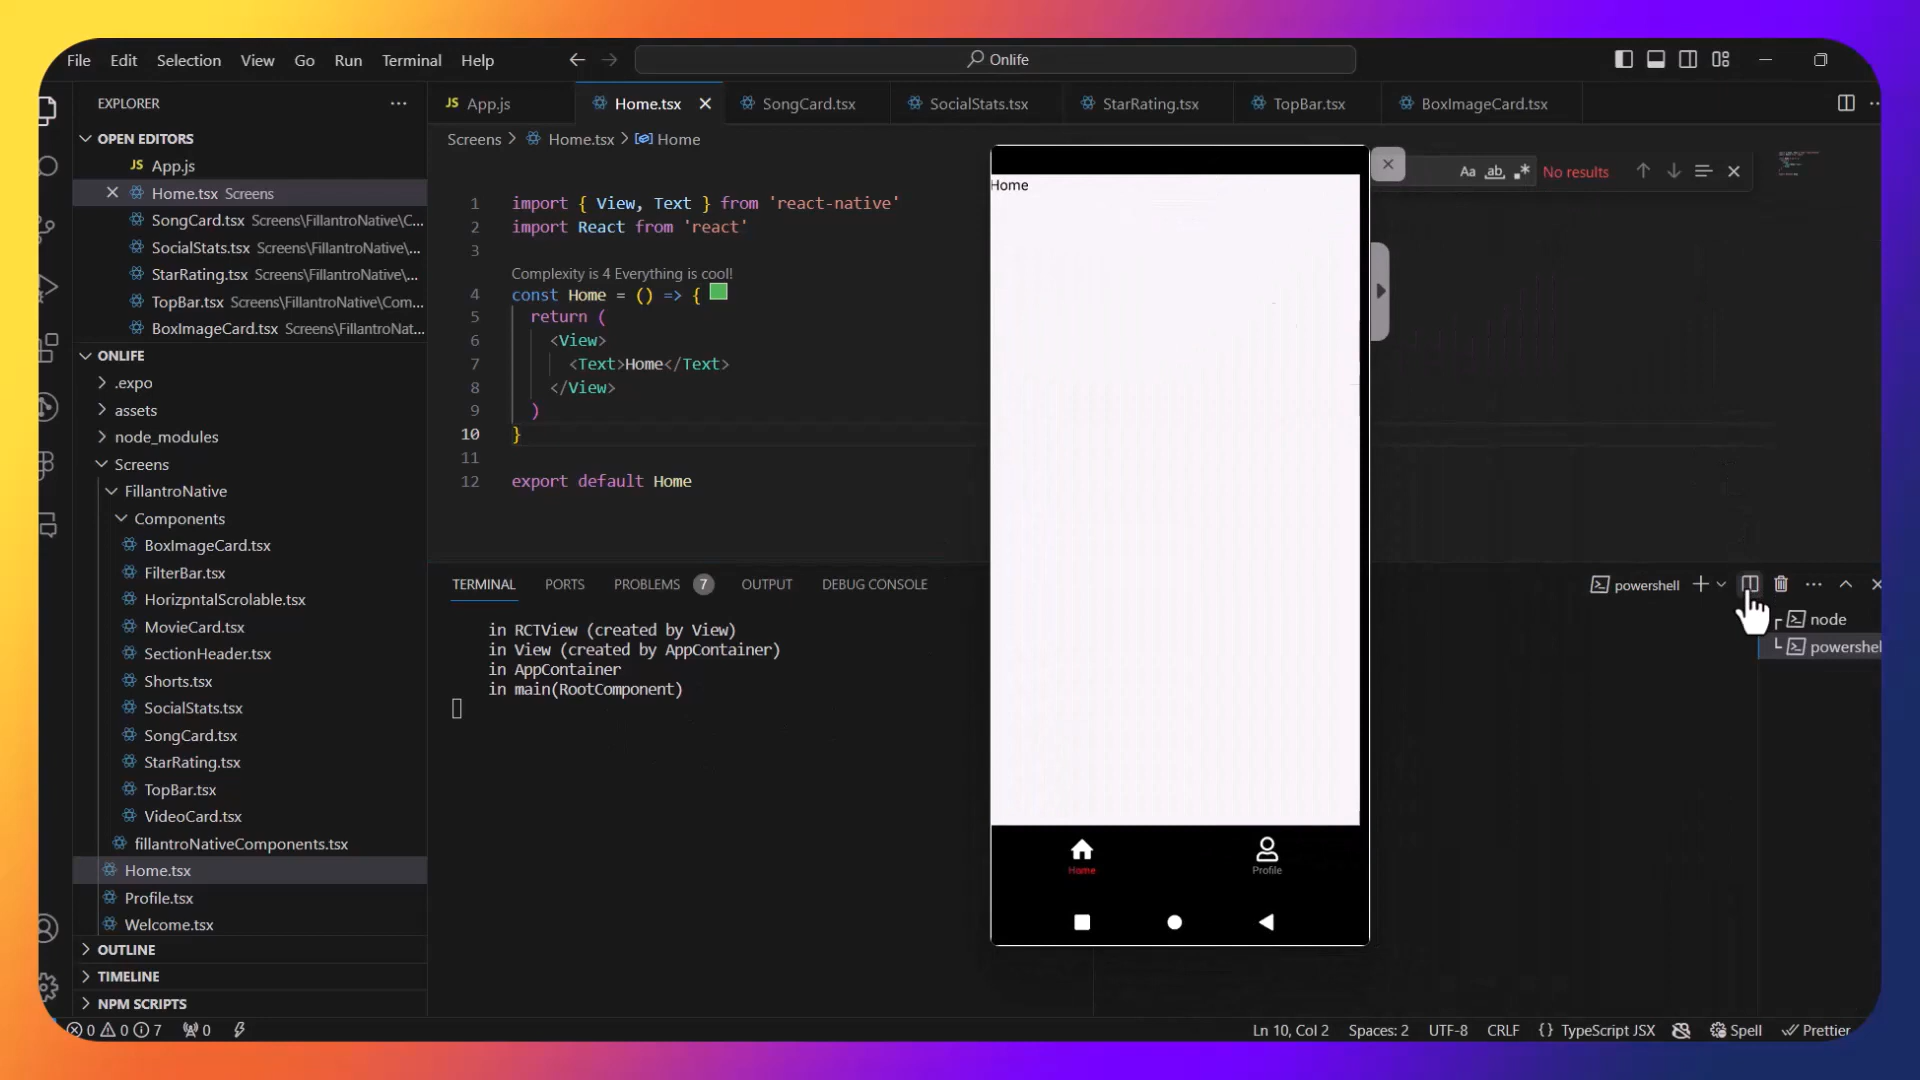 File Edit Selection View Go Run Terminal Help
Onlife
EXPLORER
OPEN EDITORS
JS App.js
Home.tsx Screens
SongCard.tsx Screens\FillantroNative\C...
SocialStats.tsx Screens\FillantroNative\...
StarRating.tsx Screens\FillantroNative\...
TopBar.tsx Screens\FillantroNative\Com...
BoxImageCard.tsx Screens\FillantroNat...
ONLIFE
.expo
assets
node_modules
Screens
FillantroNative
Components
BoxImageCard.tsx
FilterBar.tsx
HorizpntalScrolable.tsx
MovieCard.tsx
SectionHeader.tsx
Shorts.tsx
SocialStats.tsx
SongCard.tsx
StarRating.tsx
TopBar.tsx
VideoCard.tsx
fillantroNativeComponents.tsx
Home.tsx
Profile.tsx
Welcome.tsx
OUTLINE
TIMELINE
NPM SCRIPTS
JS App.js Home.tsx SongCard.tsx SocialStats.tsx StarRating.tsx TopBar.tsx BoxImageCard.tsx
Screens > Home.tsx > Home
Aa ab No results
1 import { View, Text } from 'react-native'
2 import React from 'react'
3
Complexity is 4 Everything is cool!
4 const Home = () => {
5 return (
6 <View>
7 <Text>Home</Text>
8 </View>
9 )
10 }
11
12 export default Home
Home
Home Profile
TERMINAL PORTS PROBLEMS 7 OUTPUT DEBUG CONSOLE
powershell
in RCTView (created by View)
in View (created by AppContainer)
in AppContainer
in main(RootComponent)
node
powershel
0 0 7 0
Ln 10, Col 2 Spaces: 2 UTF-8 CRLF {} TypeScript JSX Spell Prettier